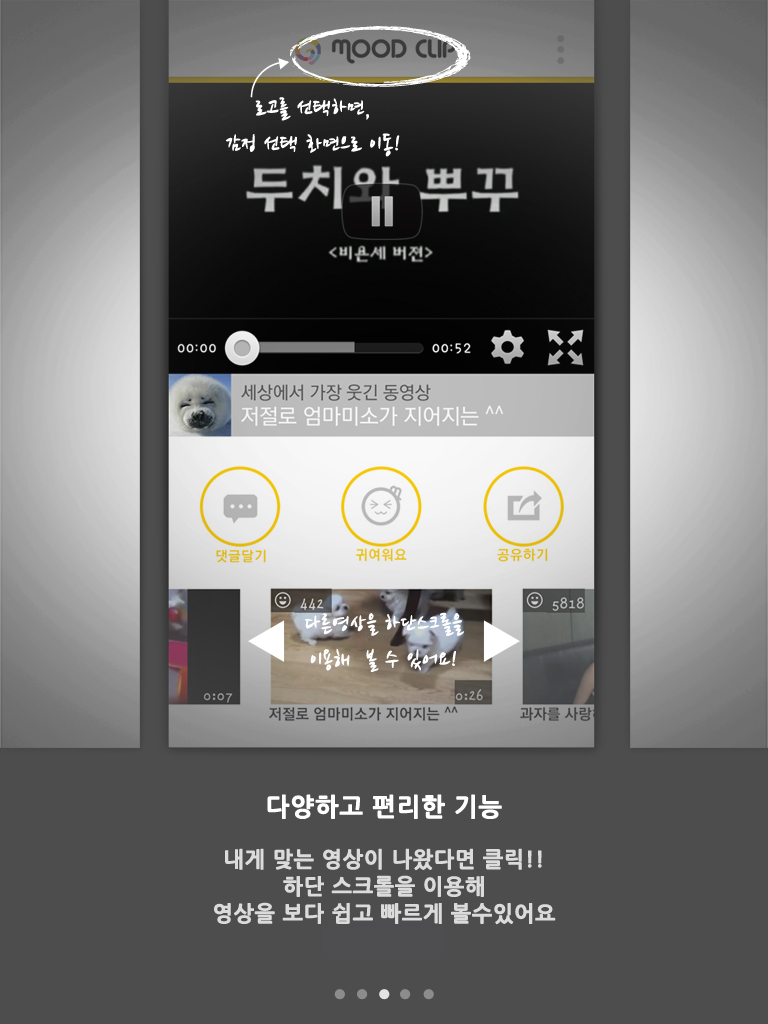 MOOD CLIP
로고를 선택하면,
감정 선택 화면으로 이동!
두치와 뿌꾸
<비욘세 버젼>
00:00
00:52
세상에서 가장 웃긴 동영상
저절로 엄마미소가 지어지는 ^^
댓글달기
귀여워요
공유하기
442
5818
다른영상을 하단스크롤을
이용해 볼 수 있어요!
0:07
0:26
저절로 엄마미소가 지어지는 ^^
과자를 사랑
다양하고 편리한 기능
내게 맞는 영상이 나왔다면 클릭!!
하단 스크롤을 이용해
영상을 보다 쉽고 빠르게 볼수있어요